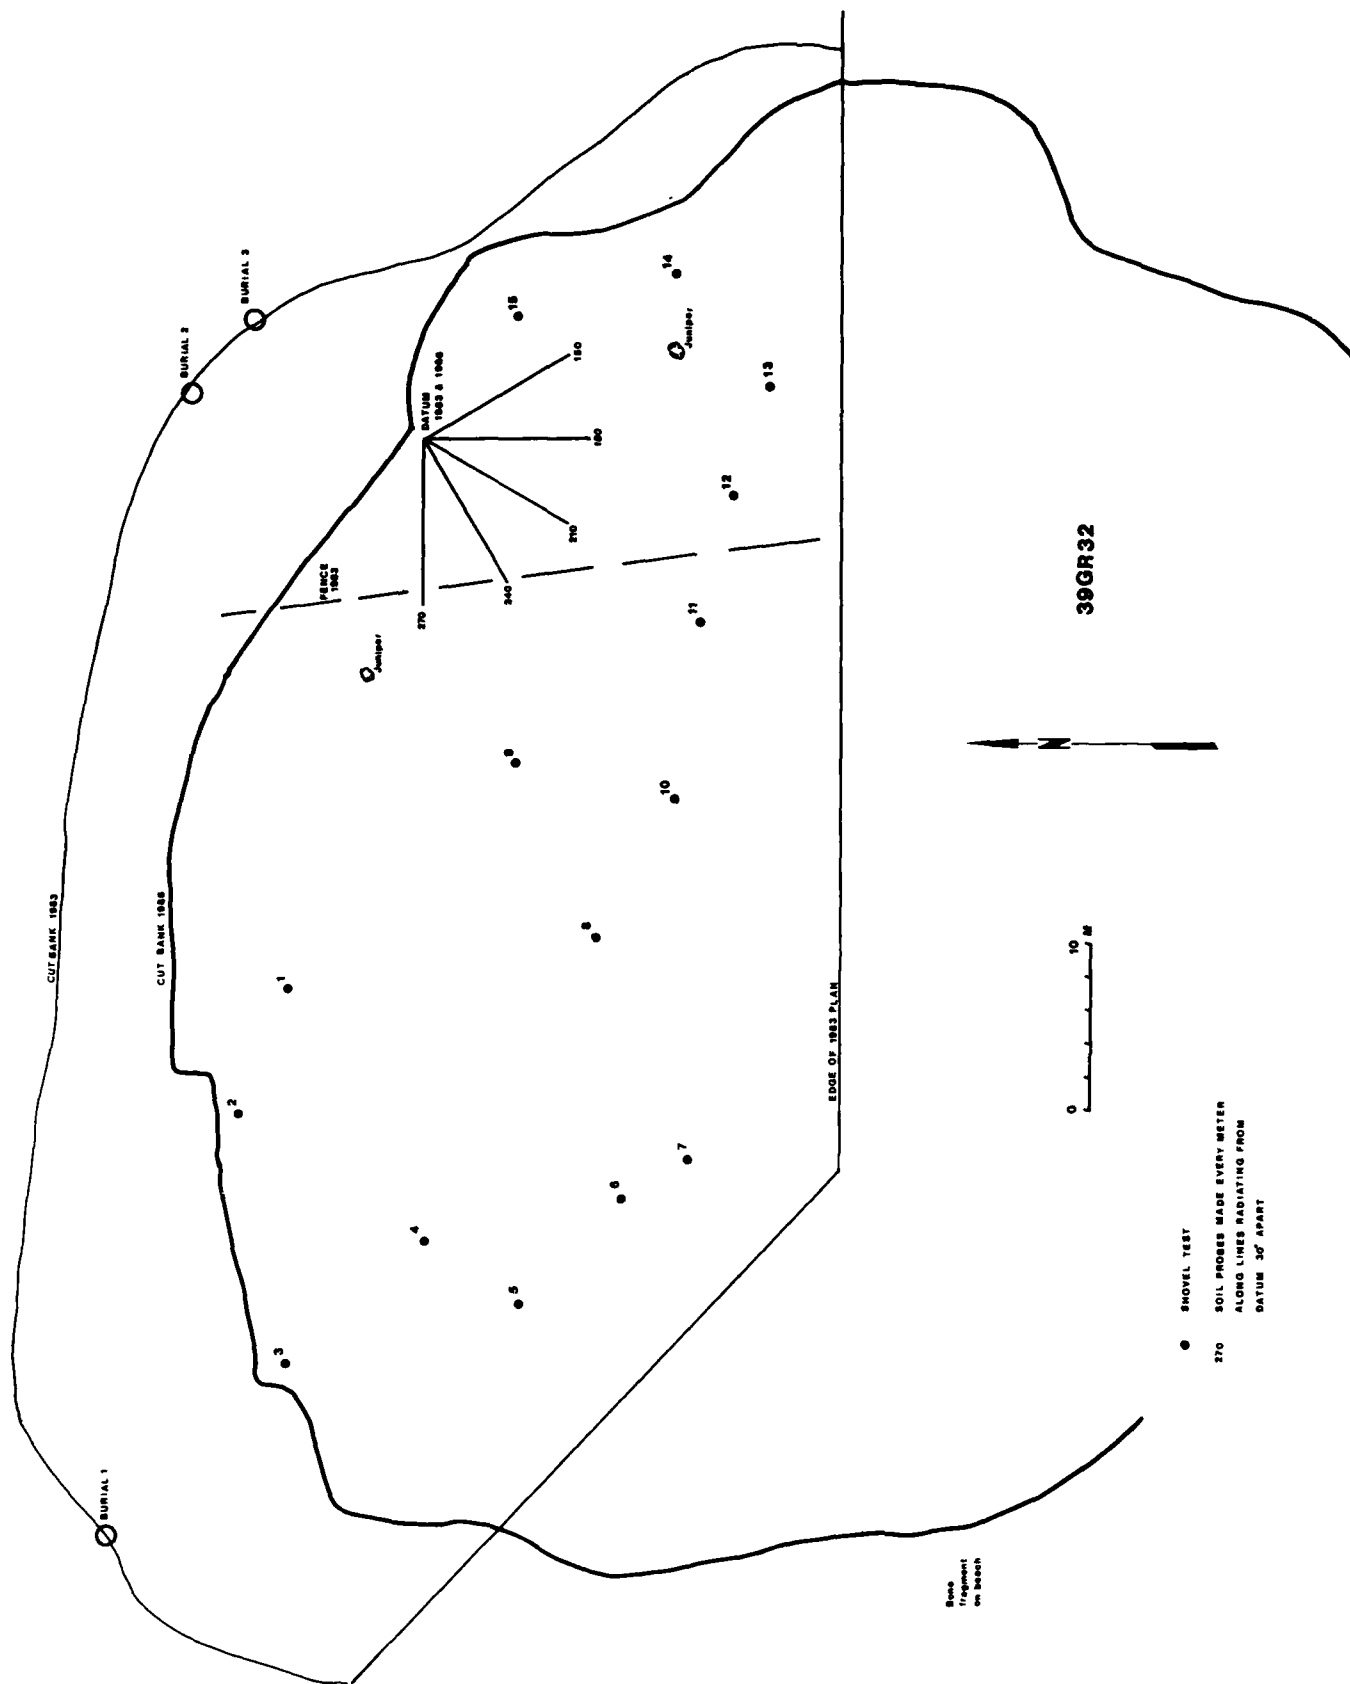 CUT BANK 1983
BURIAL 1
CUT BANK 1986
BURIAL 2
BURIAL 3
2
3
1
FENCE
1983
Juniper
4
270
DATUM
1983 & 1986
5
9
15
240
210
150
8
180
6
10
Juniper
14
7
11
12
13
EDGE OF 1983 PLAN
Bone
fragment
on beach
N
0 10 M
39GR32
● SHOVEL TEST
270 SOIL PROBES MADE EVERY METER
ALONG LINES RADIATING FROM
DATUM 30° APART